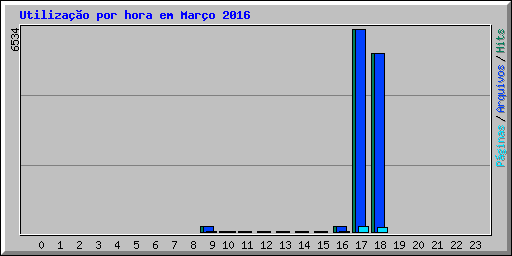 Utilização por hora em Março 2016
6534
Páginas / Arquivos / Hits
0 1 2 3 4 5 6 7 8 9 10 11 12 13 14 15 16 17 18 19 20 21 22 23